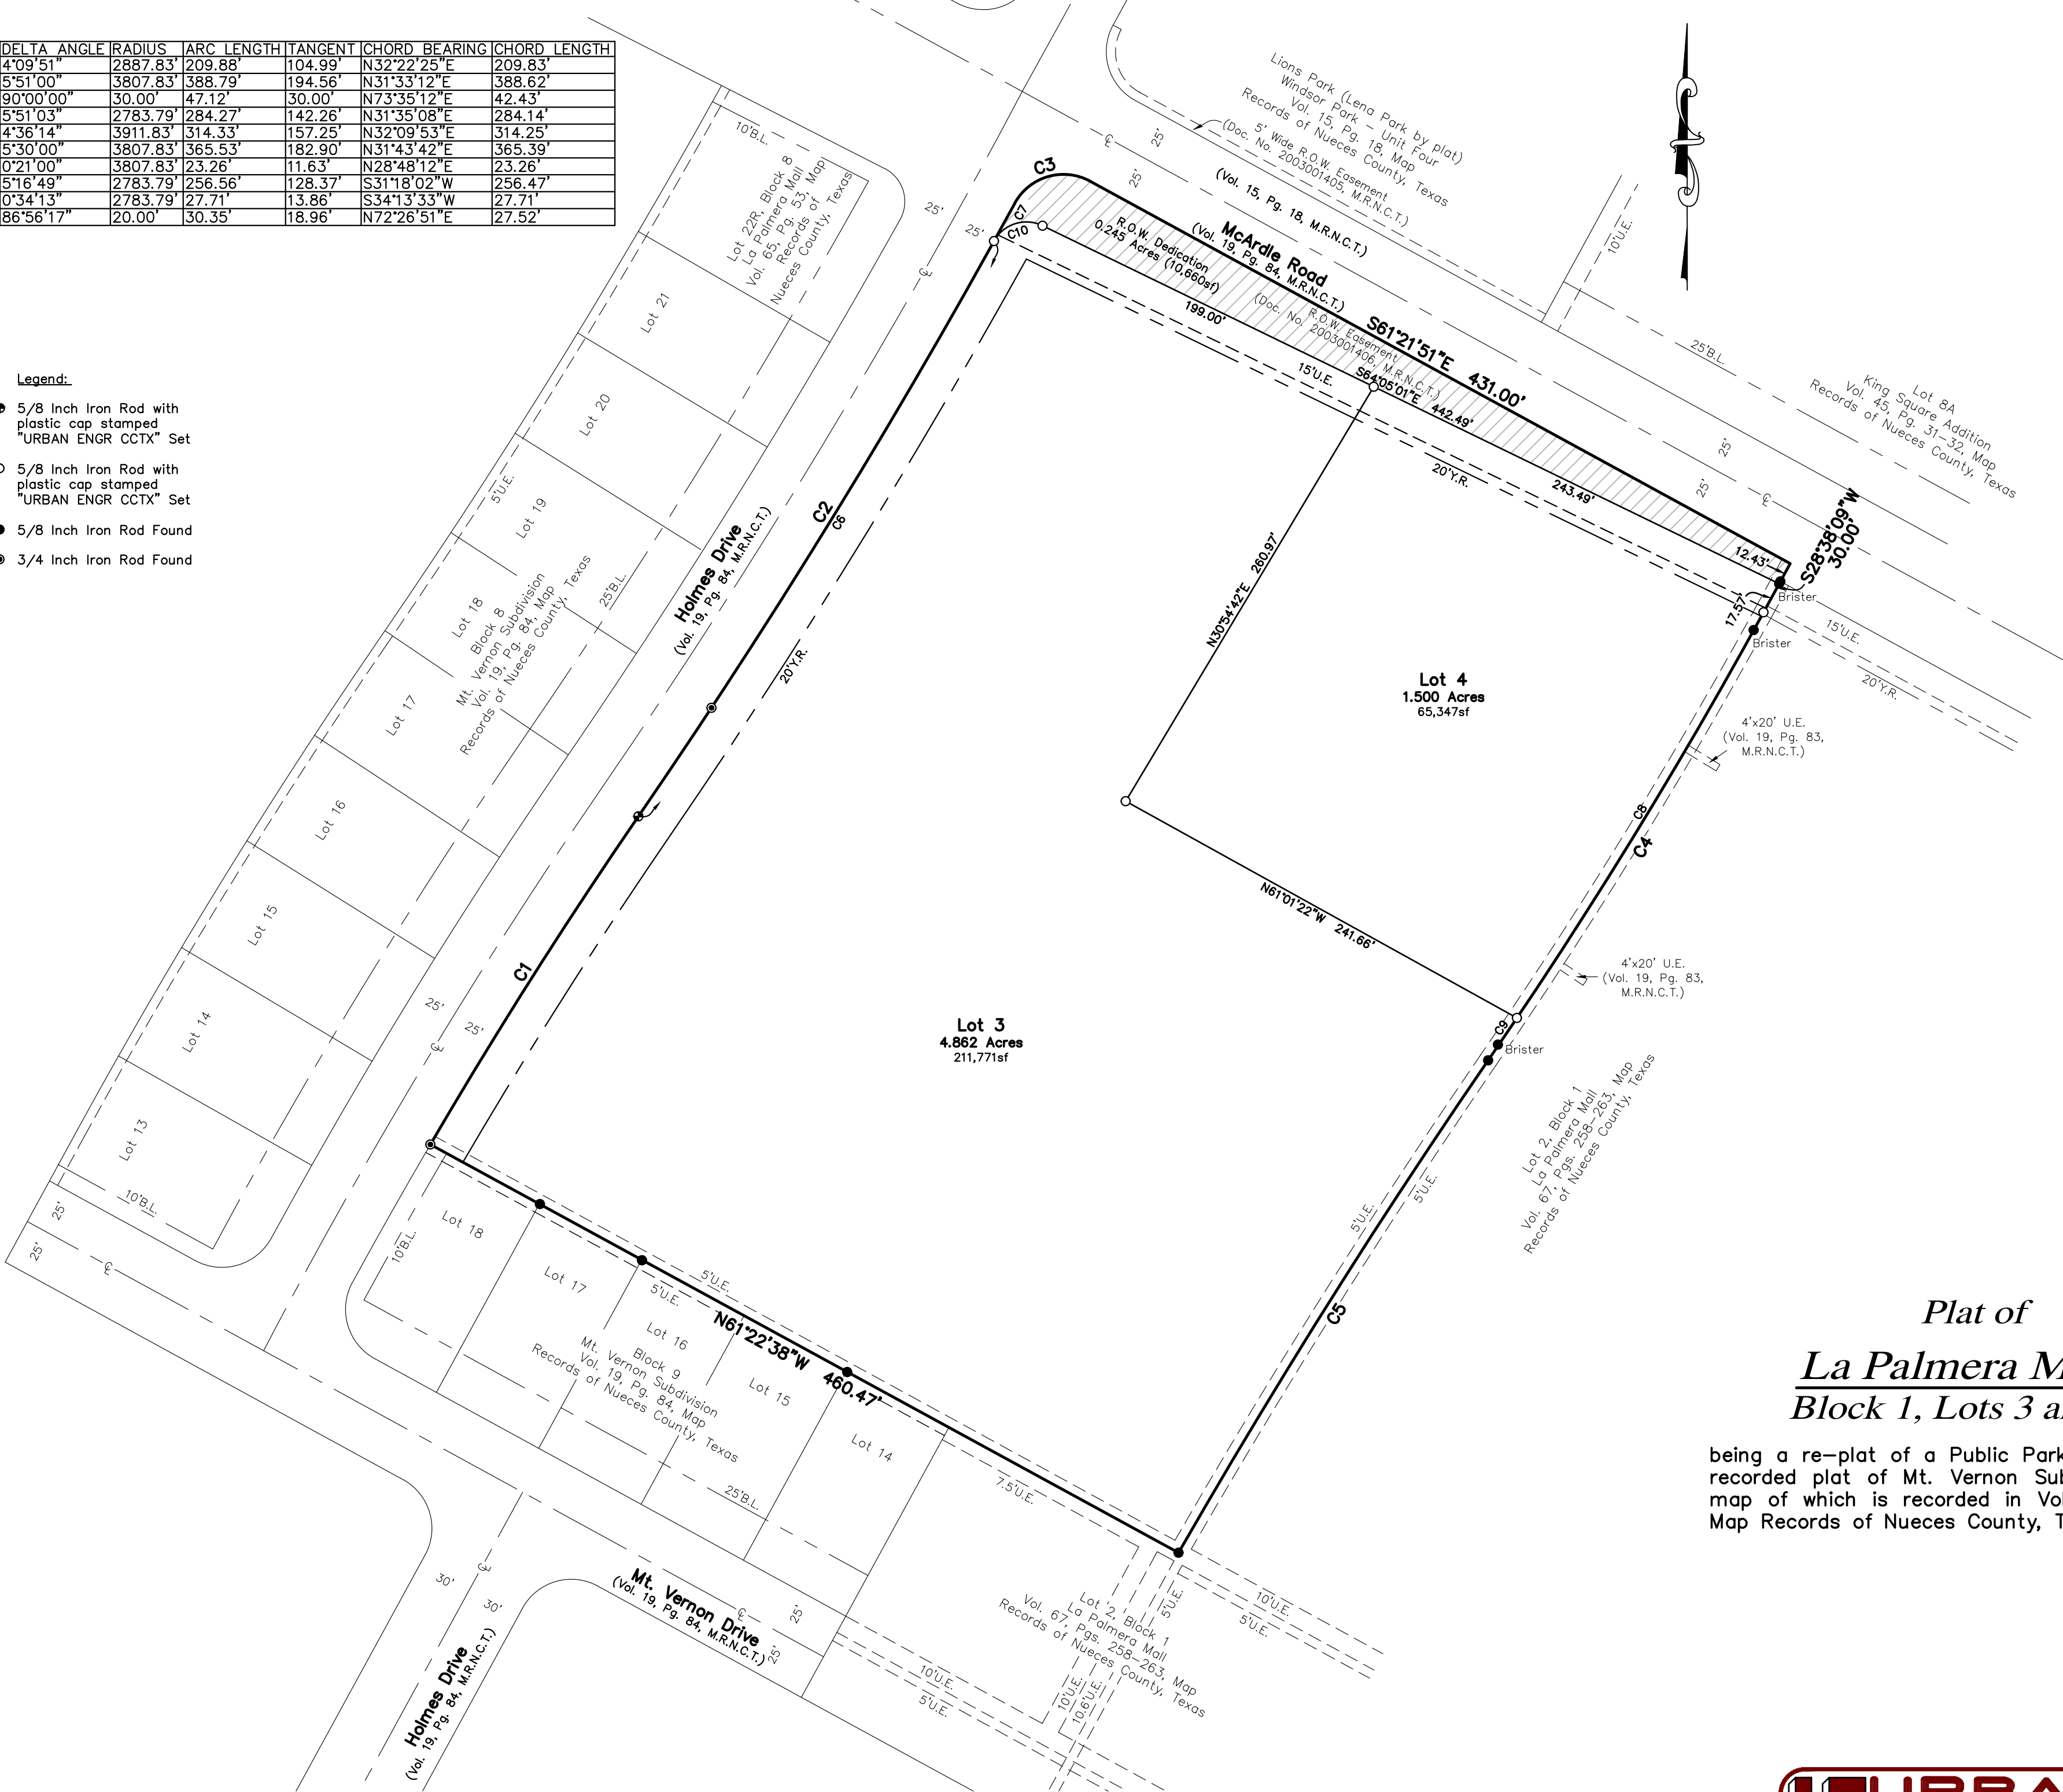 DELTA ANGLE RADIUS ARC LENGTH TANGENT CHORD BEARING CHORD LENGTH
4°09'51" 2887.83' 209.88' 104.99' N32°22'25"E 209.83'
5°51'00" 3807.83' 388.79' 194.56' N31°33'12"E 388.62'
90°00'00" 30.00' 47.12' 30.00' N73°35'12"E 42.43'
5°51'03" 2783.79' 284.27' 142.26' N31°35'08"E 284.14'
4°36'14" 3911.83' 314.33' 157.25' N32°09'53"E 314.25'
5°30'00" 3807.83' 365.53' 182.90' N31°43'42"E 365.39'
0°21'00" 3807.83' 23.26' 11.63' N28°48'12"E 23.26'
5°16'49" 2783.79' 256.56' 128.37' S31°18'02"W 256.47'
0°34'13" 2783.79' 27.71' 13.86' S34°13'33"W 27.71'
86°56'17" 20.00' 30.35' 18.96' N72°26'51"E 27.52'
Legend:
5/8 Inch Iron Rod with
plastic cap stamped
"URBAN ENGR CCTX" Set
5/8 Inch Iron Rod with
plastic cap stamped
"URBAN ENGR CCTX" Set
5/8 Inch Iron Rod Found
3/4 Inch Iron Rod Found
10'B.L.
Lot 22R, Block 8
La Palmera Mall
Vol. 65, Pg. 53, Map
Records of
Nueces County, Texas
Lot 21
Lot 20
Lot 19
5'U.E.
Lot 18
Block 8
Mt. Vernon Subdivision
Vol. 19, Pg. 84, Map
Records of Nueces County, Texas
25'B.L.
Lot 17
Lot 16
Lot 15
Lot 14
Lot 13
10'B.L.
25'
25'
25'
25'
Holmes Drive
(Vol. 19, Pg. 84, M.R.N.C.T.)
C2
C6
C1
25'
25'
20'Y.R.
C3
C7
C10
R.O.W. Dedication
0.245 Acres (10,660sf)
McArdle Road
(Vol. 19, Pg. 84, M.R.N.C.T.)
(Vol. 15, Pg. 18, M.R.N.C.T.)
25'
25'
Lions Park (Lena Park by plat)
Windsor Park - Unit Four
Vol. 15, Pg. 18, Map
Records of Nueces County, Texas
5' Wide R.O.W. Easement
(Doc. No. 2003001405, M.R.N.C.T.)
10'U.E.
25'B.L.
Lot 8A
King Square Addition
Vol. 45, Pg. 31-32, Map
Records of Nueces County, Texas
R.O.W. Easement
(Doc. No. 2003001406, M.R.N.C.T.)
S61°21'51"E 431.00'
199.00'
15'U.E.
S64°05'01"E 442.49'
20'Y.R.
243.49'
25'
25'
12.43'
S28°38'09"W
30.00'
Brister
17.57'
Brister
15'U.E.
20'Y.R.
N30°54'42"E 260.97'
Lot 4
1.500 Acres
65,347sf
4'x20' U.E.
(Vol. 19, Pg. 83,
M.R.N.C.T.)
C8
C4
N61°01'22"W 241.66'
4'x20' U.E.
(Vol. 19, Pg. 83,
M.R.N.C.T.)
C9
Brister
Lot 3
4.862 Acres
211,771sf
Lot 2, Block 1
La Palmera Mall
Vol. 67, Pgs. 258-263, Map
Records of Nueces County, Texas
5'U.E.
5'U.E.
C5
10'B.L.
Lot 18
Lot 17
5'U.E.
5'U.E.
Lot 16
Block 9
Mt. Vernon Subdivision
Vol. 19, Pg. 84, Map
Records of Nueces County, Texas
N61°22'38"W 460.47'
Lot 15
Lot 14
25'B.L.
7.5'U.E.
30'
30'
Mt. Vernon Drive
(Vol. 19, Pg. 84, M.R.N.C.T.)
25'
25'
Holmes Drive
(Vol. 19, Pg. 84, M.R.N.C.T.)
Lot 2, Block 1
La Palmera Mall
Vol. 67, Pgs. 258-263, Map
Records of Nueces County, Texas
5'U.E.
10'U.E.
5'U.E.
10'U.E.
5'U.E.
10'U.E.
10.6'U.E.
Plat of
La Palmera M
Block 1, Lots 3 a
being a re-plat of a Public Park
recorded plat of Mt. Vernon Sub
map of which is recorded in Vol
Map Records of Nueces County, T
URBA